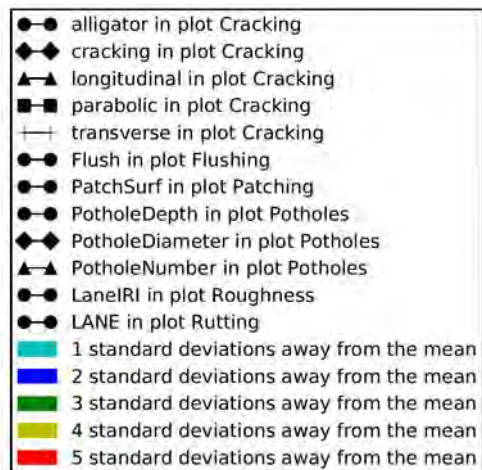 alligator in plot Cracking
cracking in plot Cracking
longitudinal in plot Cracking
parabolic in plot Cracking
transverse in plot Cracking
Flush in plot Flushing
PatchSurf in plot Patching
PotholeDepth in plot Potholes
PotholeDiameter in plot Potholes
PotholeNumber in plot Potholes
LaneIRI in plot Roughness
LANE in plot Rutting
1 standard deviations away from the mean
2 standard deviations away from the mean
3 standard deviations away from the mean
4 standard deviations away from the mean
5 standard deviations away from the mean